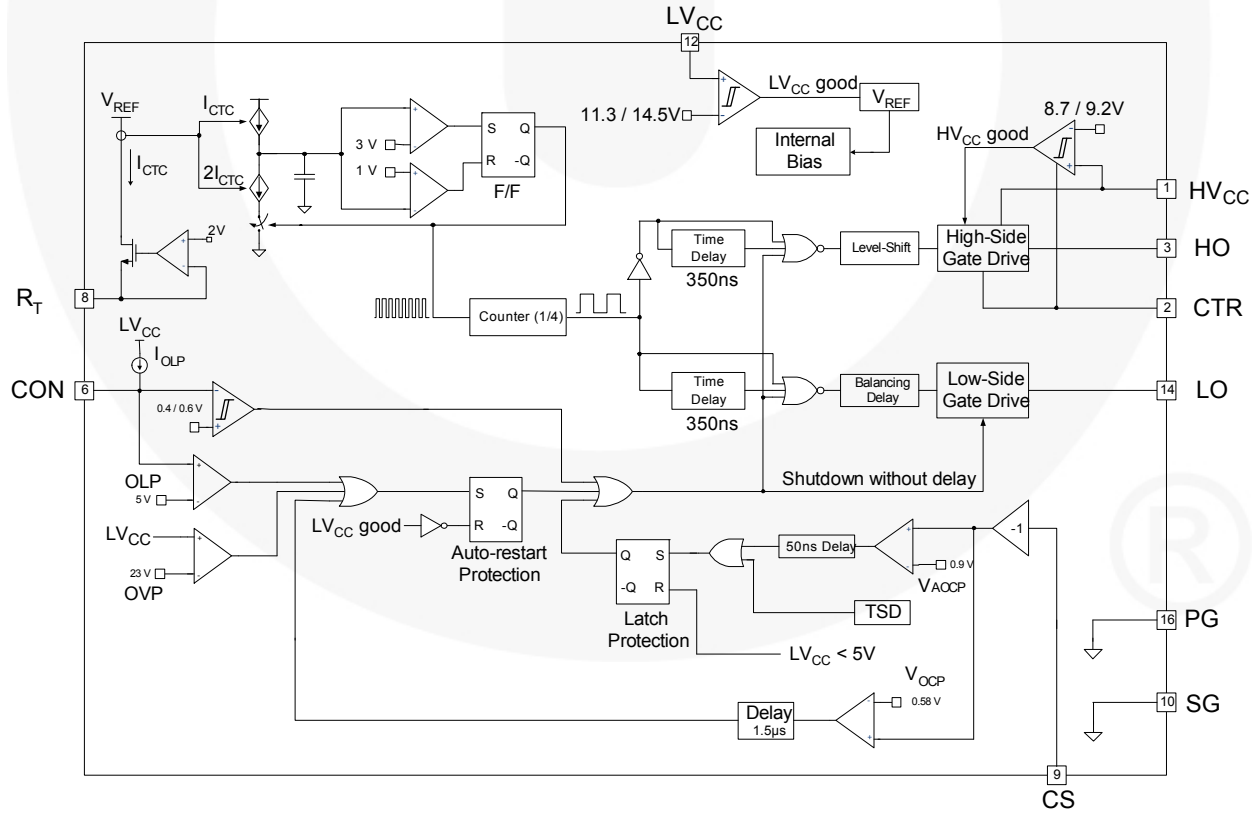 LVCC
12
VREF
ICTC
ICTC
2ICTC
2V
RT
8
3 V
1 V
+
-
+
-
S Q
R -Q
F/F
+
-
11.3 / 14.5V
LVCC good
VREF
Internal
Bias
8.7 / 9.2V
HVCC good
1
HVCC
Time
Delay
350ns
Level-Shift
High-Side
Gate Drive
3
HO
2
CTR
Counter (1/4)
LVCC
IOLP
CON
6
0.4 / 0.6 V
Time
Delay
350ns
Balancing
Delay
Low-Side
Gate Drive
14
LO
OLP
5 V
Shutdown without delay
S Q
R -Q
LVCC good
Auto-restart
Protection
LVCC
23 V
OVP
Q S
-Q R
Latch
Protection
50ns Delay
-1
0.9 V
VAOCP
TSD
LVCC < 5V
16
PG
VOCP
0.58 V
Delay
1.5µs
10
SG
9
CS
®